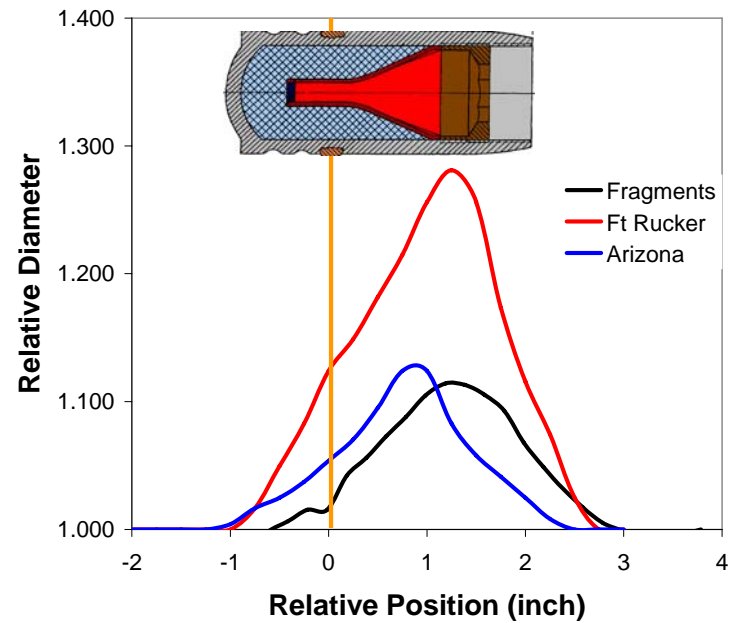 1.400
1.300
1.200
1.100
1.000
Relative Diameter
Fragments
Ft Rucker
Arizona
-2 -1 0 1 2 3 4
Relative Position (inch)